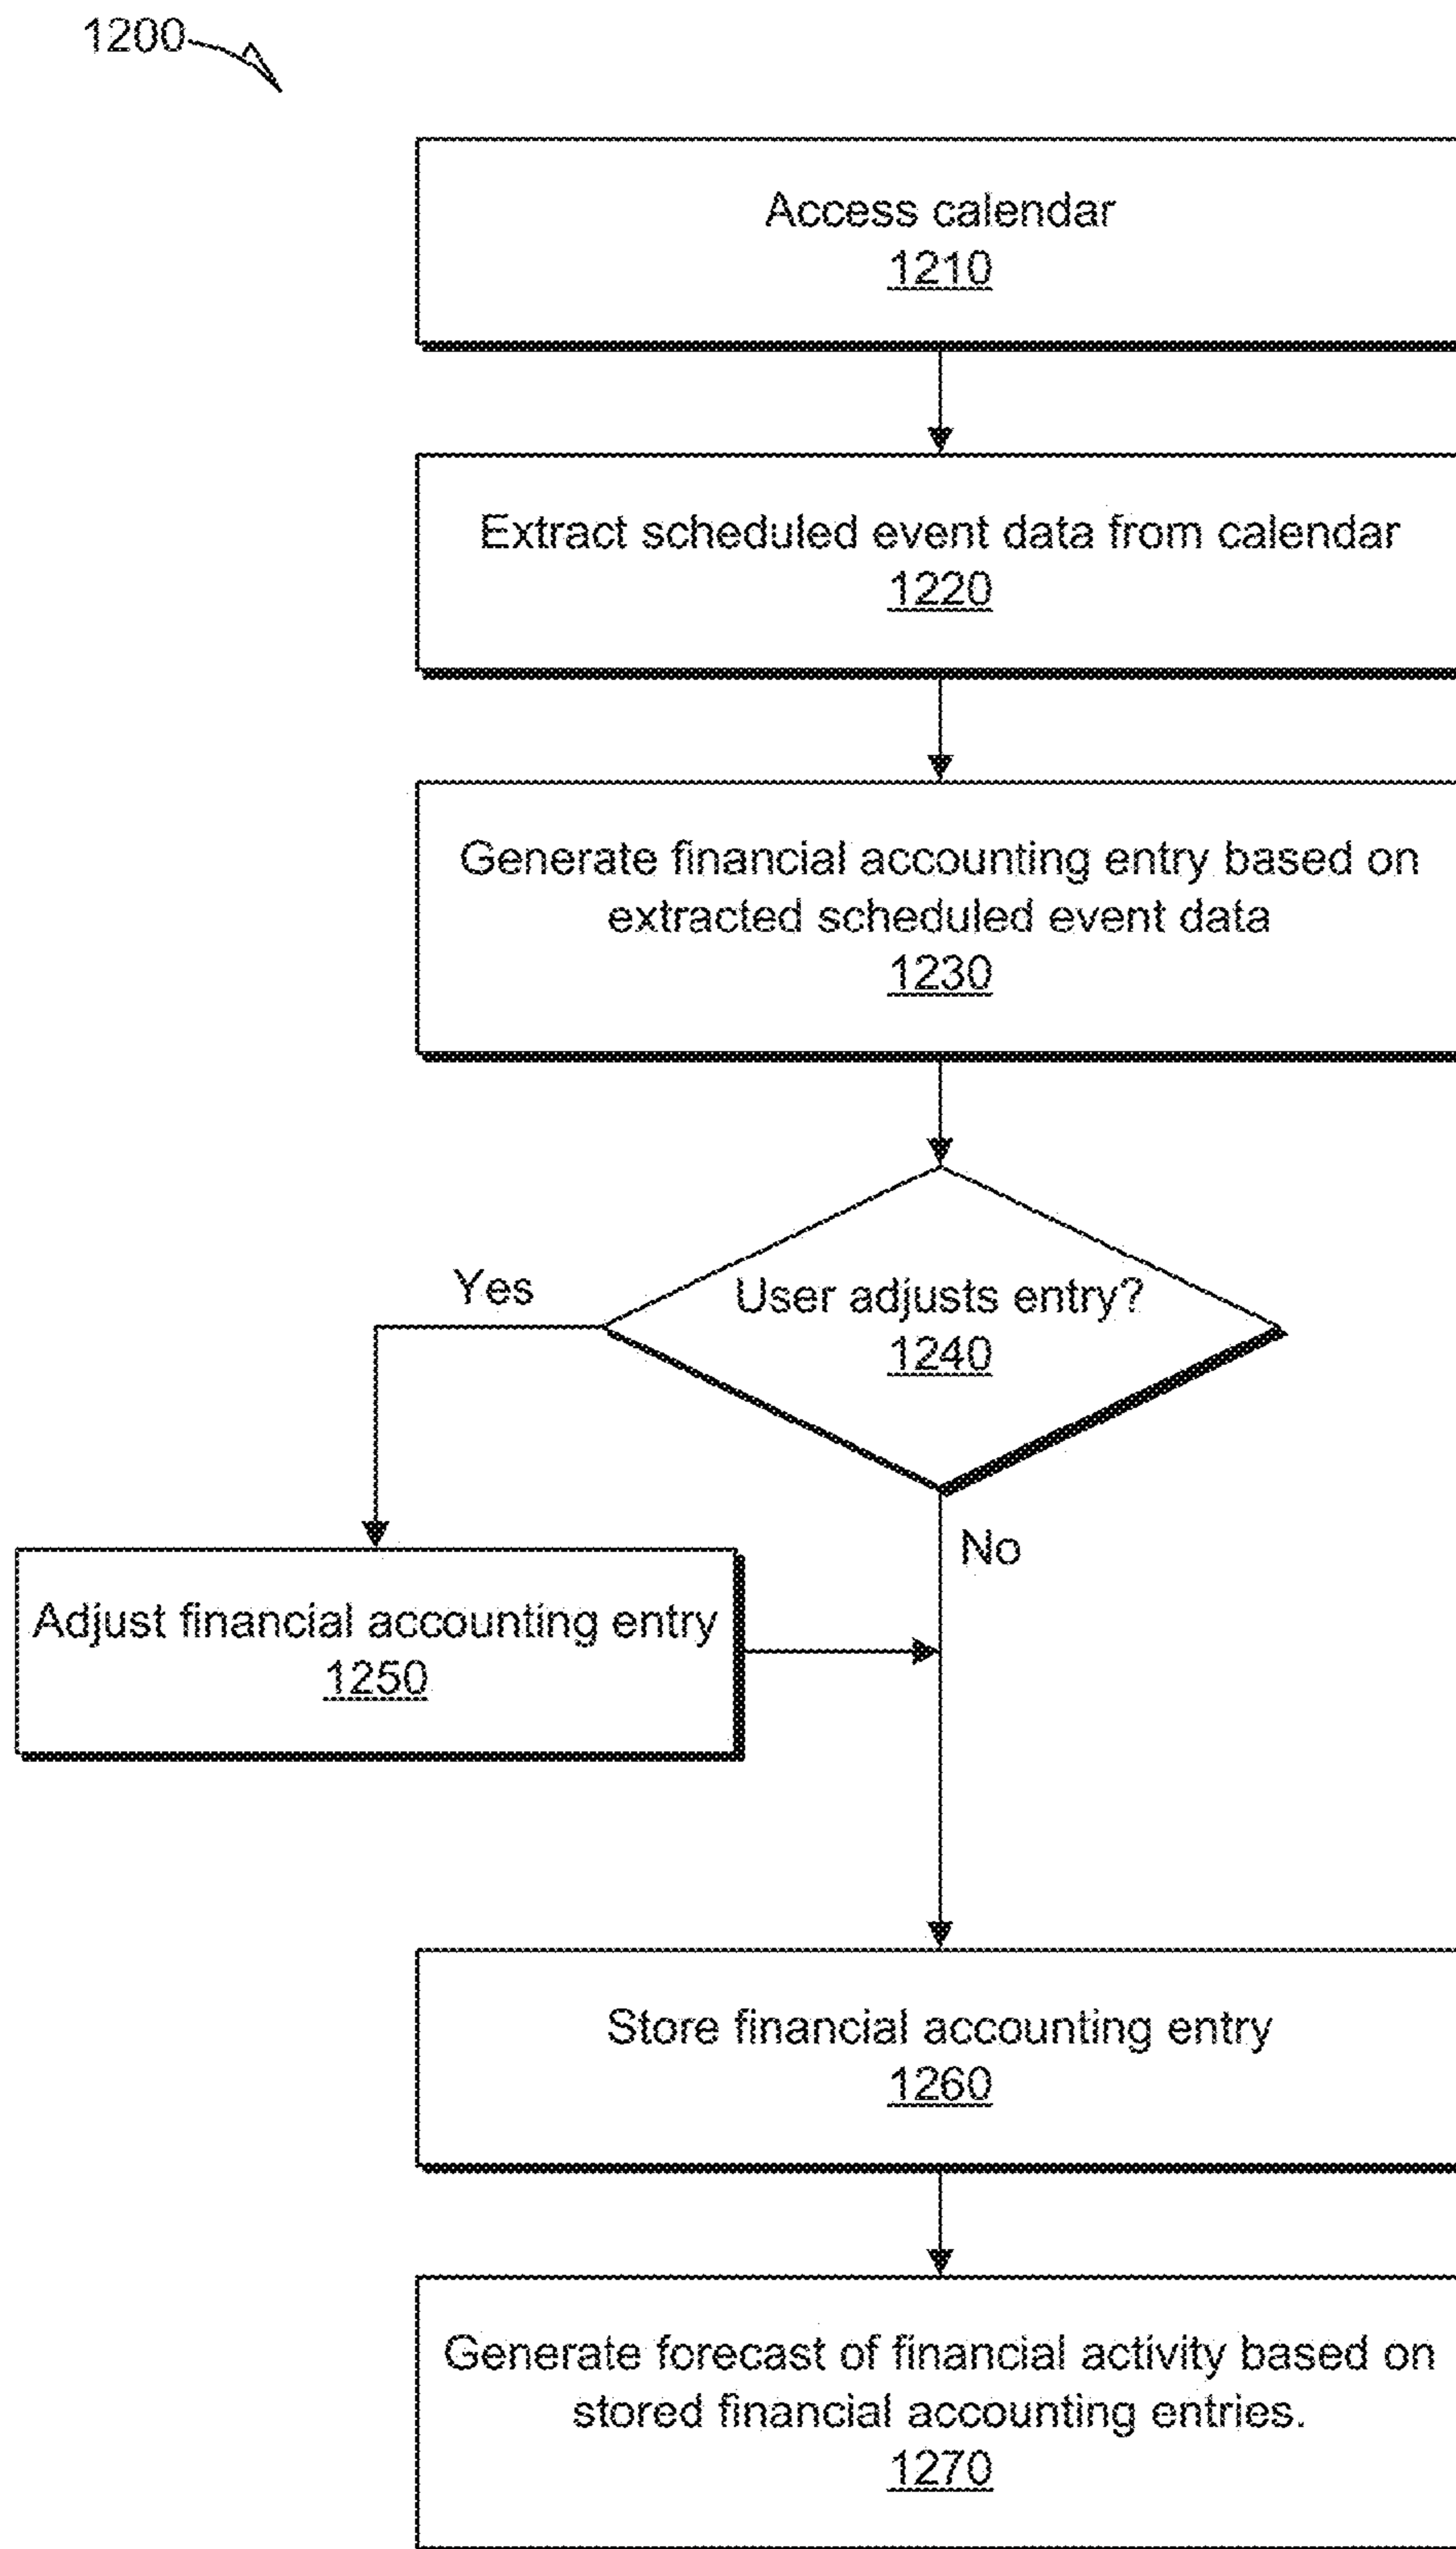 1200
Access calendar
1210
Extract scheduled event data from calendar
1220
Generate financial accounting entry based on
extracted scheduled event data
1230
User adjusts entry?
1240
Yes
No
Adjust financial accounting entry
1250
Store financial accounting entry
1260
Generate forecast of financial activity based on
stored financial accounting entries.
1270